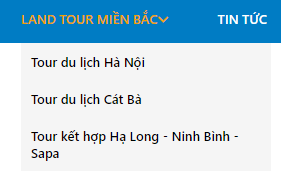 LAND TOUR MIỀN BẮC TIN TỨC
Tour du lịch Hà Nội
Tour du lịch Cát Bà
Tour kết hợp Hạ Long - Ninh Bình -
Sapa